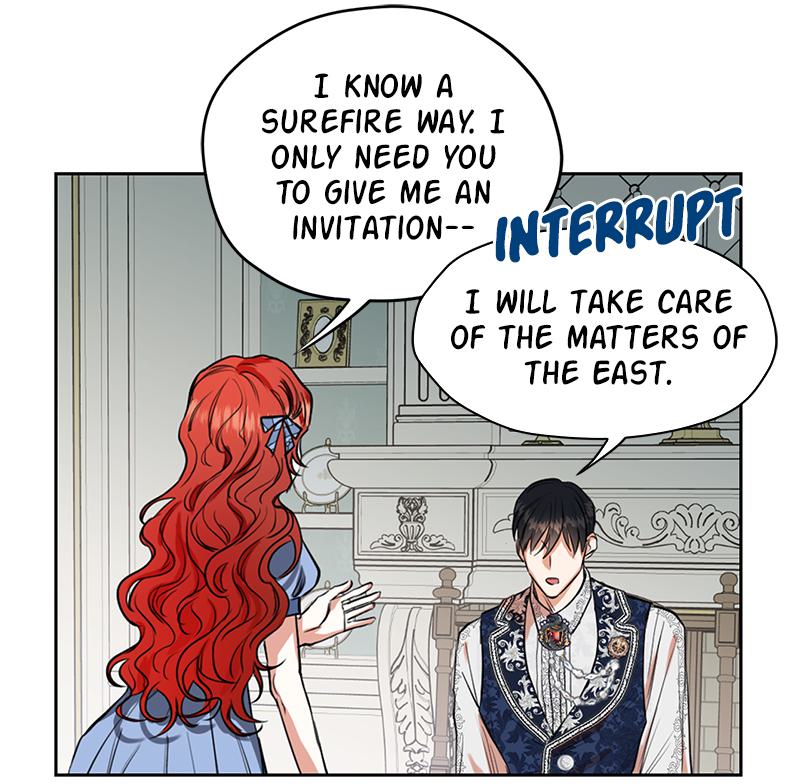 I KNOW A
SUREFIRE WAY. I
ONLY NEED YOU
TO GIVE ME AN
INVITATION--
INTERRUPT
I WILL TAKE CARE
OF THE MATTERS OF
THE EAST.